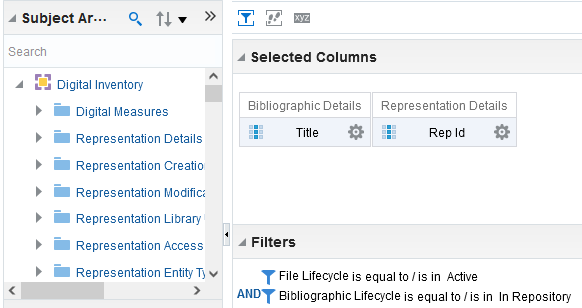 Subject Ar...
Search
Digital Inventory
Digital Measures
Representation Details
Representation Creatio
Representation Modifica
Representation Library
Representation Access
Representation Entity Ty
xyz
Selected Columns
Bibliographic Details Representation Details
Title Rep Id
Filters
File Lifecycle is equal to / is in Active
AND Bibliographic Lifecycle is equal to / is in In Repository